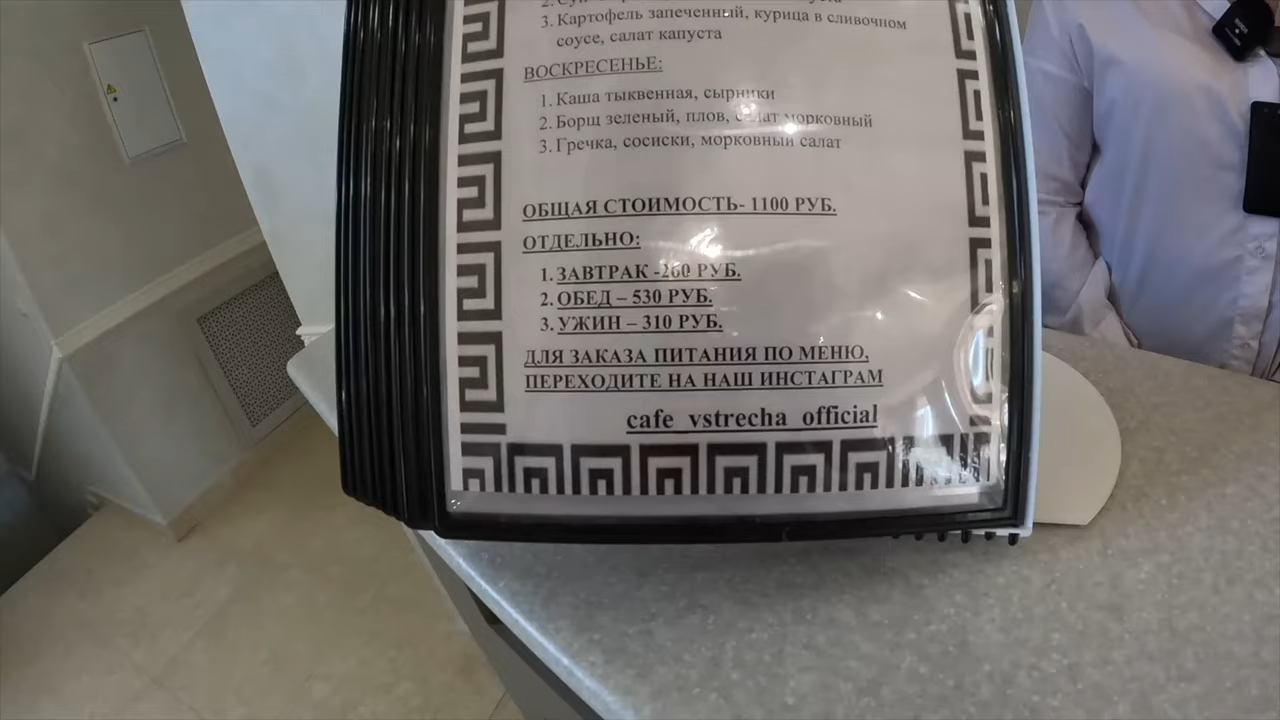 3. Картофель запеченный, курица в сливочном
соусе, салат капуста
ВОСКРЕСЕНЬЕ:
1. Каша тыквенная, сырники
2. Борщ зеленый, плов, салат морковный
3. Гречка, сосиски, морковный салат
ОБЩАЯ СТОИМОСТЬ- 1100 РУБ.
ОТДЕЛЬНО:
1. ЗАВТРАК -260 РУБ.
2. ОБЕД – 530 РУБ.
3. УЖИН – 310 РУБ.
ДЛЯ ЗАКАЗА ПИТАНИЯ ПО МЕНЮ,
ПЕРЕХОДИТЕ НА НАШ ИНСТАГРАМ
cafe_vstrecha_official